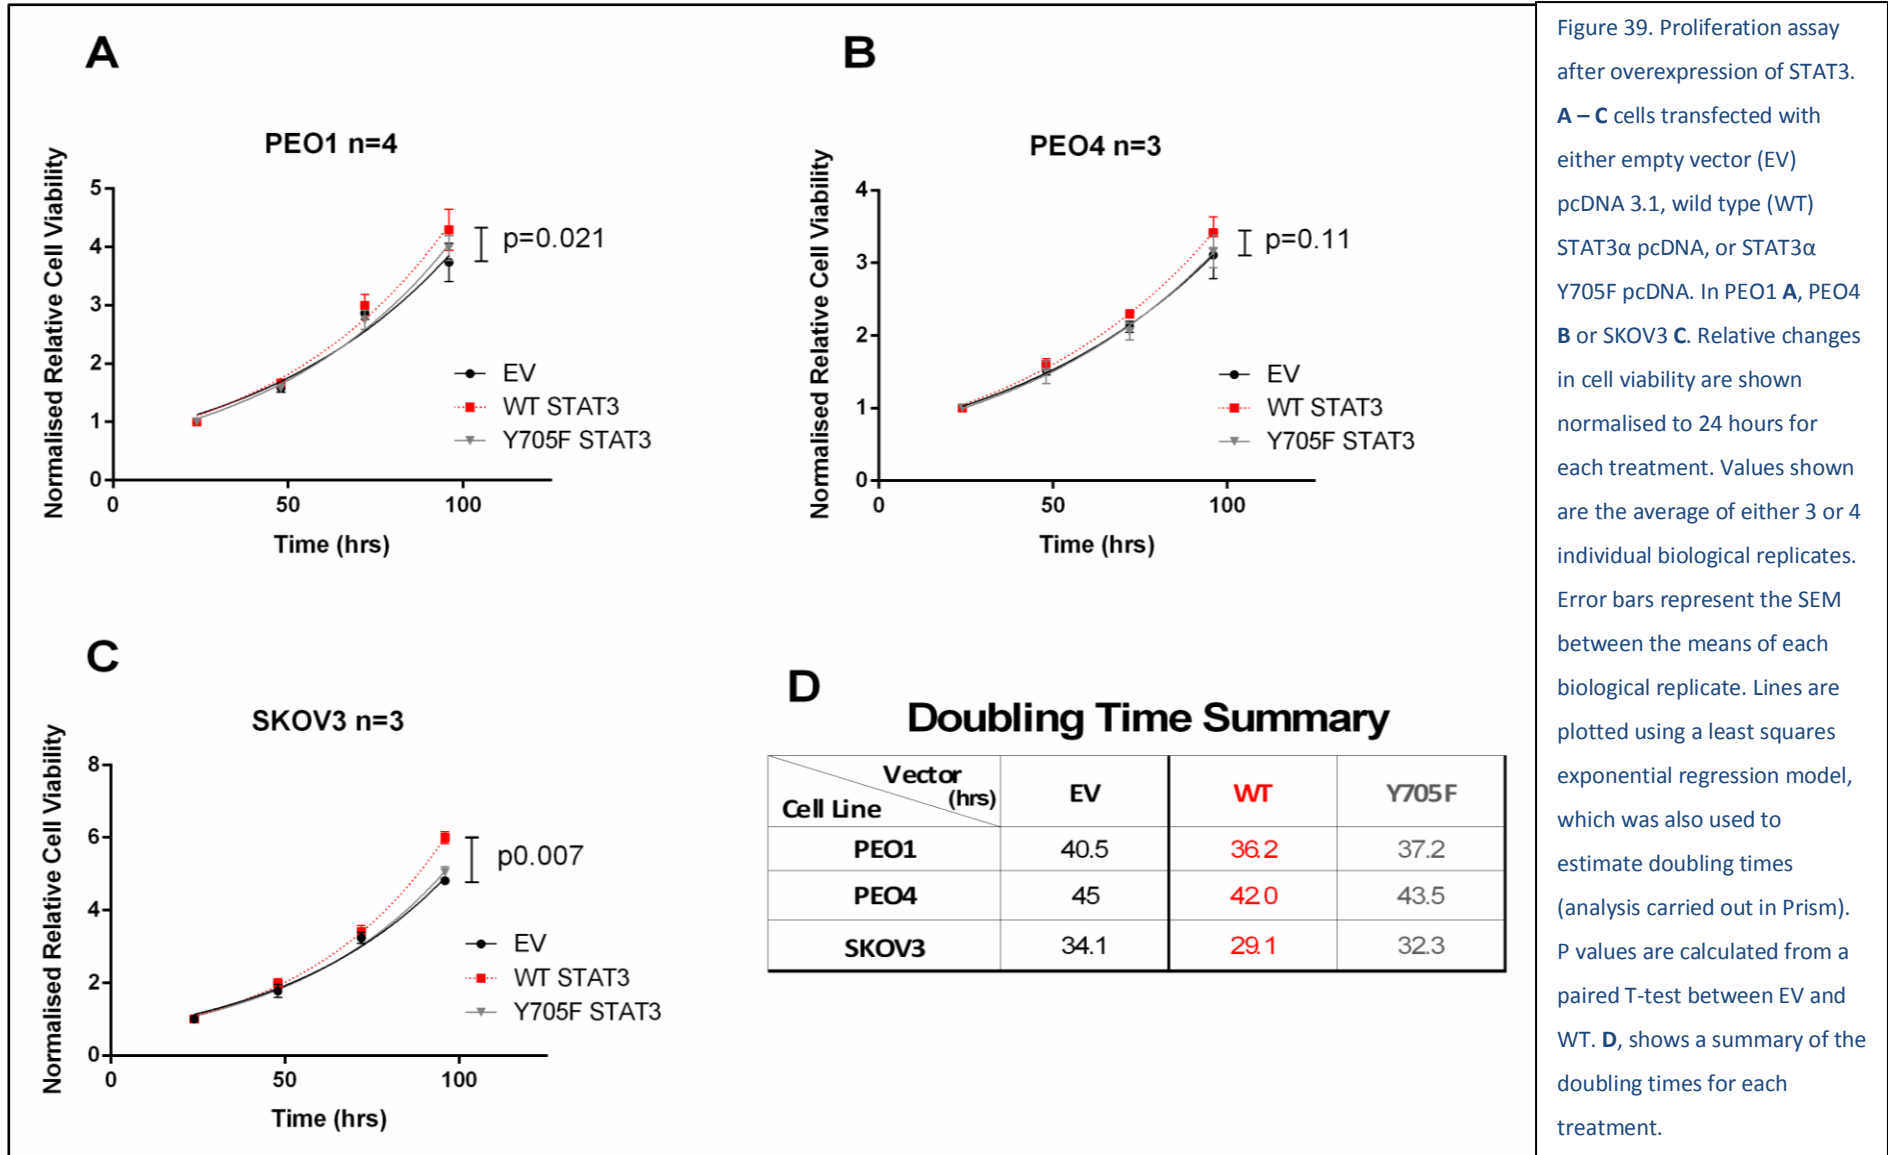 A
PEO1 n=4
Normalised Relative Cell Viability
5
4
3
2
1
0
p=0.021
EV
WT STAT3
Y705F STAT3
0 50 100
Time (hrs)
B
PEO4 n=3
Normalised Relative Cell Viability
4
3
2
1
0
p=0.11
EV
WT STAT3
Y705F STAT3
0 50 100
Time (hrs)
C
SKOV3 n=3
Normalised Relative Cell Viability
8
6
4
2
0
p0.007
EV
WT STAT3
Y705F STAT3
0 50 100
Time (hrs)
D
Doubling Time Summary
Vector
(hrs)
Cell Line
EV WT Y705F
PEO1 40.5 36.2 37.2
PEO4 45 42.0 43.5
SKOV3 34.1 29.1 32.3
Figure 39. Proliferation assay
after overexpression of STAT3.
A – C cells transfected with
either empty vector (EV)
pcDNA 3.1, wild type (WT)
STAT3α pcDNA, or STAT3α
Y705F pcDNA. In PEO1 A, PEO4
B or SKOV3 C. Relative changes
in cell viability are shown
normalised to 24 hours for
each treatment. Values shown
are the average of either 3 or 4
individual biological replicates.
Error bars represent the SEM
between the means of each
biological replicate. Lines are
plotted using a least squares
exponential regression model,
which was also used to
estimate doubling times
(analysis carried out in Prism).
P values are calculated from a
paired T-test between EV and
WT. D, shows a summary of the
doubling times for each
treatment.